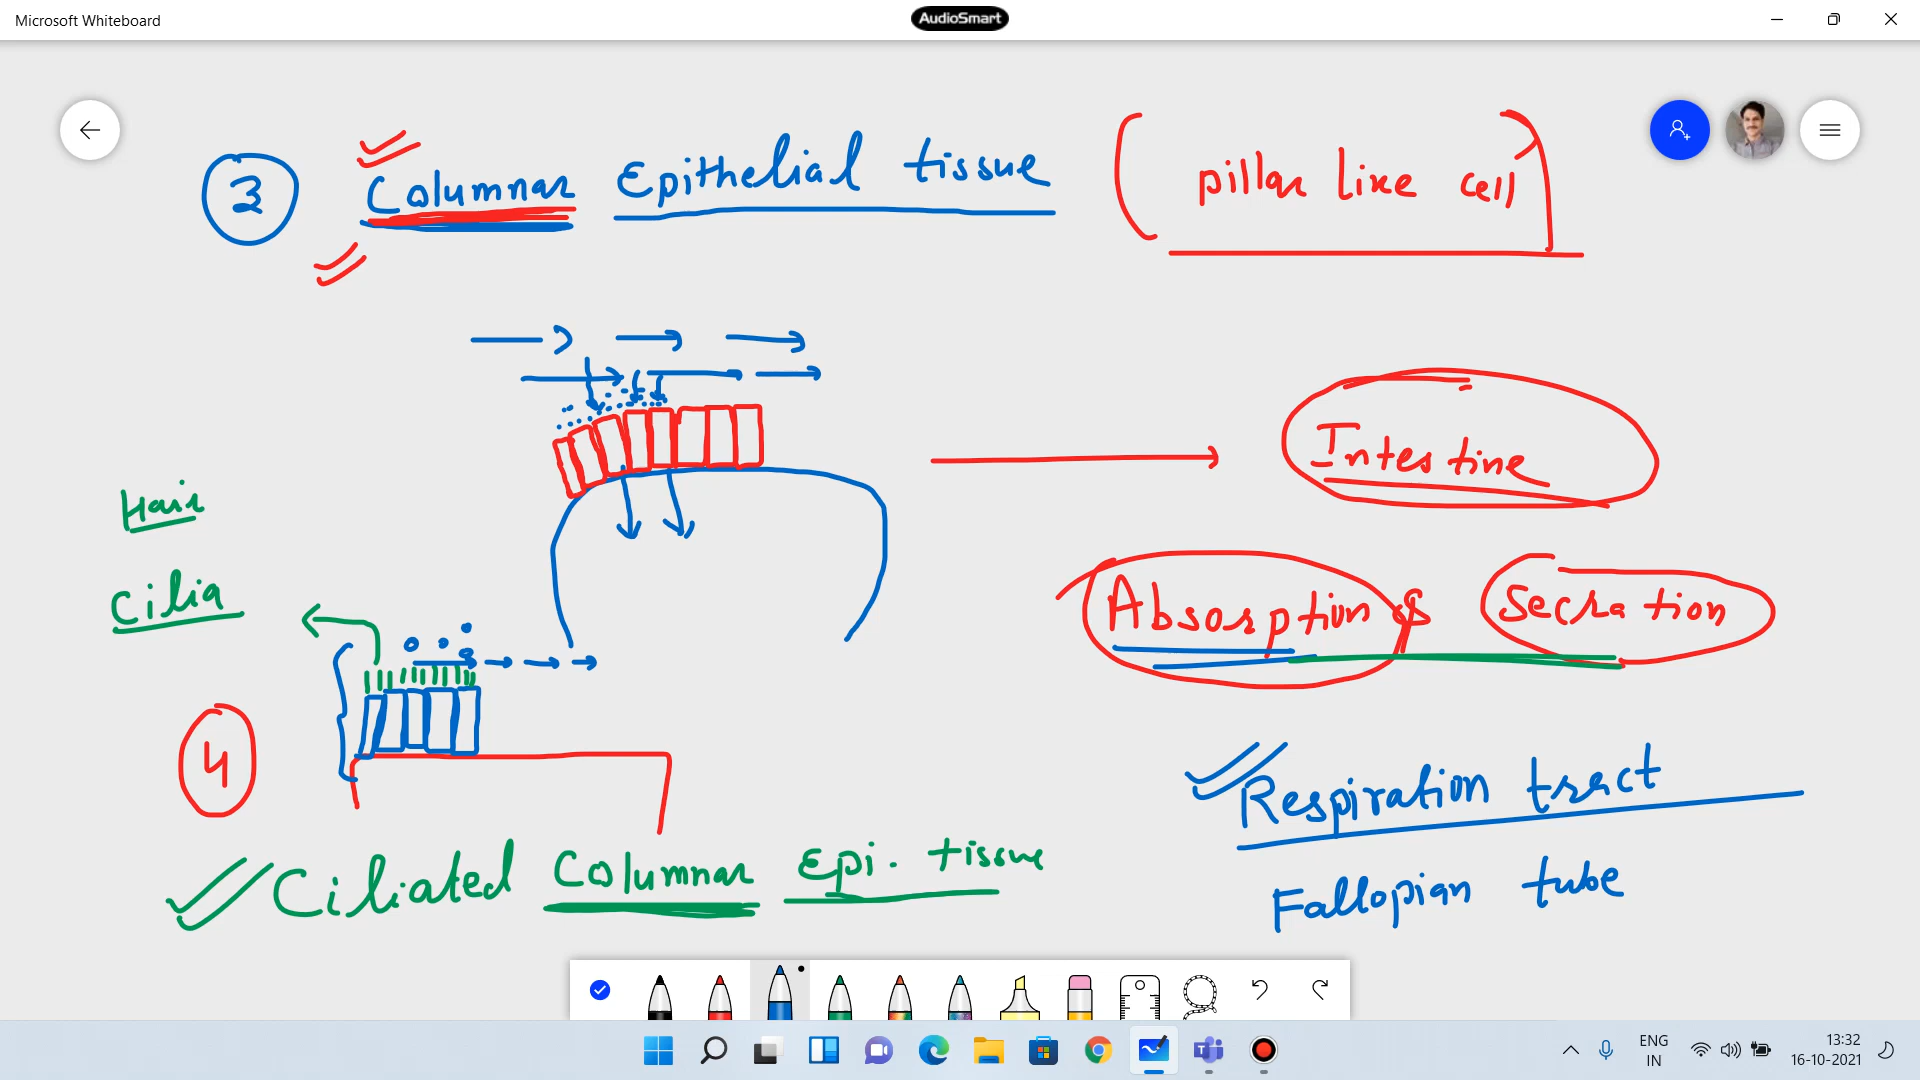 Microsoft Whiteboard
AudioSmart
3 Columnar Epithelial tissue (pillar like cell)
Intestine
Hair
Cilia
Absorption & Secration
4
Respiration tract
Ciliated Columnar Epi. tissue
Fallopian tube
ENG
IN
13:32
16-10-2021